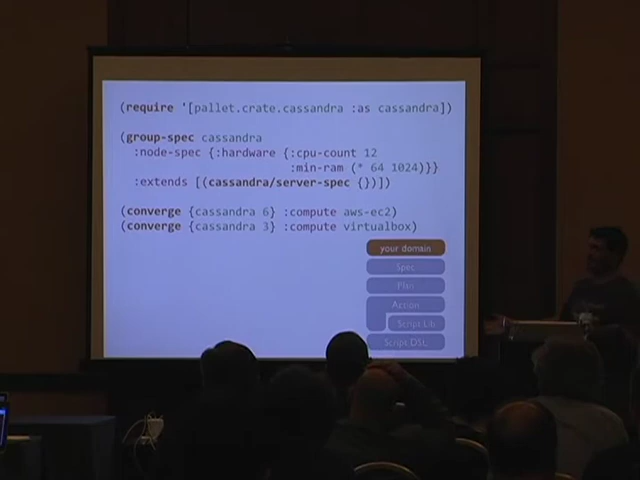 (require '[pallet.crate.cassandra :as cassandra])
(group-spec cassandra
:node-spec {:hardware {:cpu-count 12
:min-ram (* 64 1024)}}
:extends [(cassandra/server-spec {})])
(converge {cassandra 6} :compute aws-ec2)
(converge {cassandra 3} :compute virtualbox)
your domain
Spec
Plan
Action
Script Lib
Script DSL